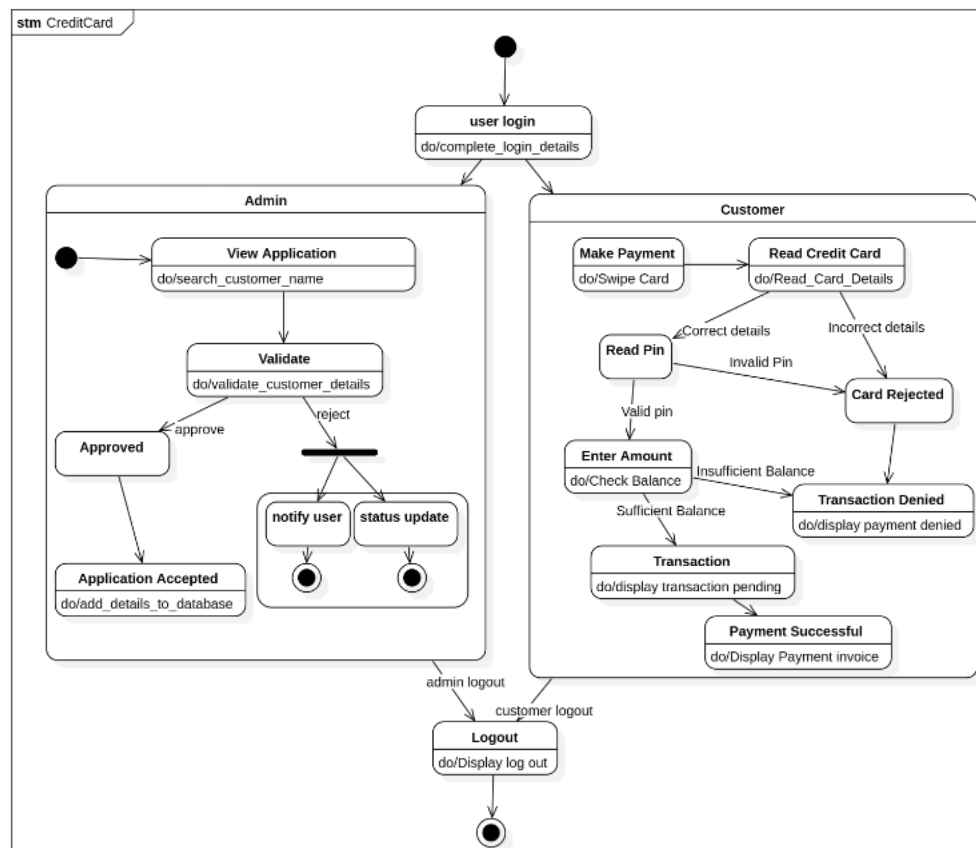 stm CreditCard
user login
do/complete_login_details
Admin
View Application
do/search_customer_name
Validate
do/validate_customer_details
approve
reject
Approved
notify user
status update
Application Accepted
do/add_details_to_database
Customer
Make Payment
do/Swipe Card
Read Credit Card
do/Read_Card_Details
Correct details
Incorrect details
Read Pin
Invalid Pin
Card Rejected
Valid pin
Enter Amount
do/Check Balance
Insufficient Balance
Sufficient Balance
Transaction Denied
do/display payment denied
Transaction
do/display transaction pending
Payment Successful
do/Display Payment invoice
admin logout
customer logout
Logout
do/Display log out